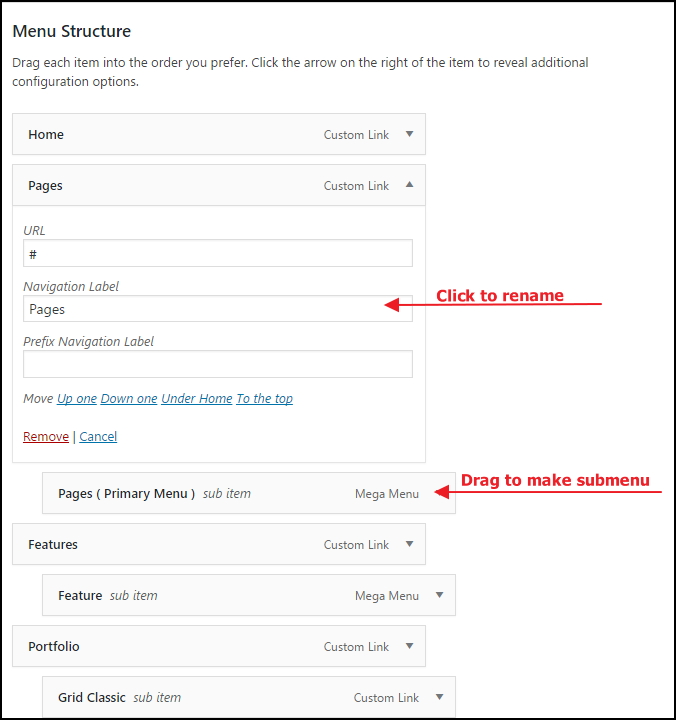 Menu Structure
Drag each item into the order you prefer. Click the arrow on the right of the item to reveal additional
configuration options.
Home Custom Link
Pages Custom Link
URL
#
Navigation Label
Click to rename
Pages
Prefix Navigation Label
Move Up one Down one Under Home To the top
Remove | Cancel
Drag to make submenu
Pages ( Primary Menu ) sub item Mega Menu
Features Custom Link
Feature sub item Mega Menu
Portfolio Custom Link
Grid Classic sub item Custom Link